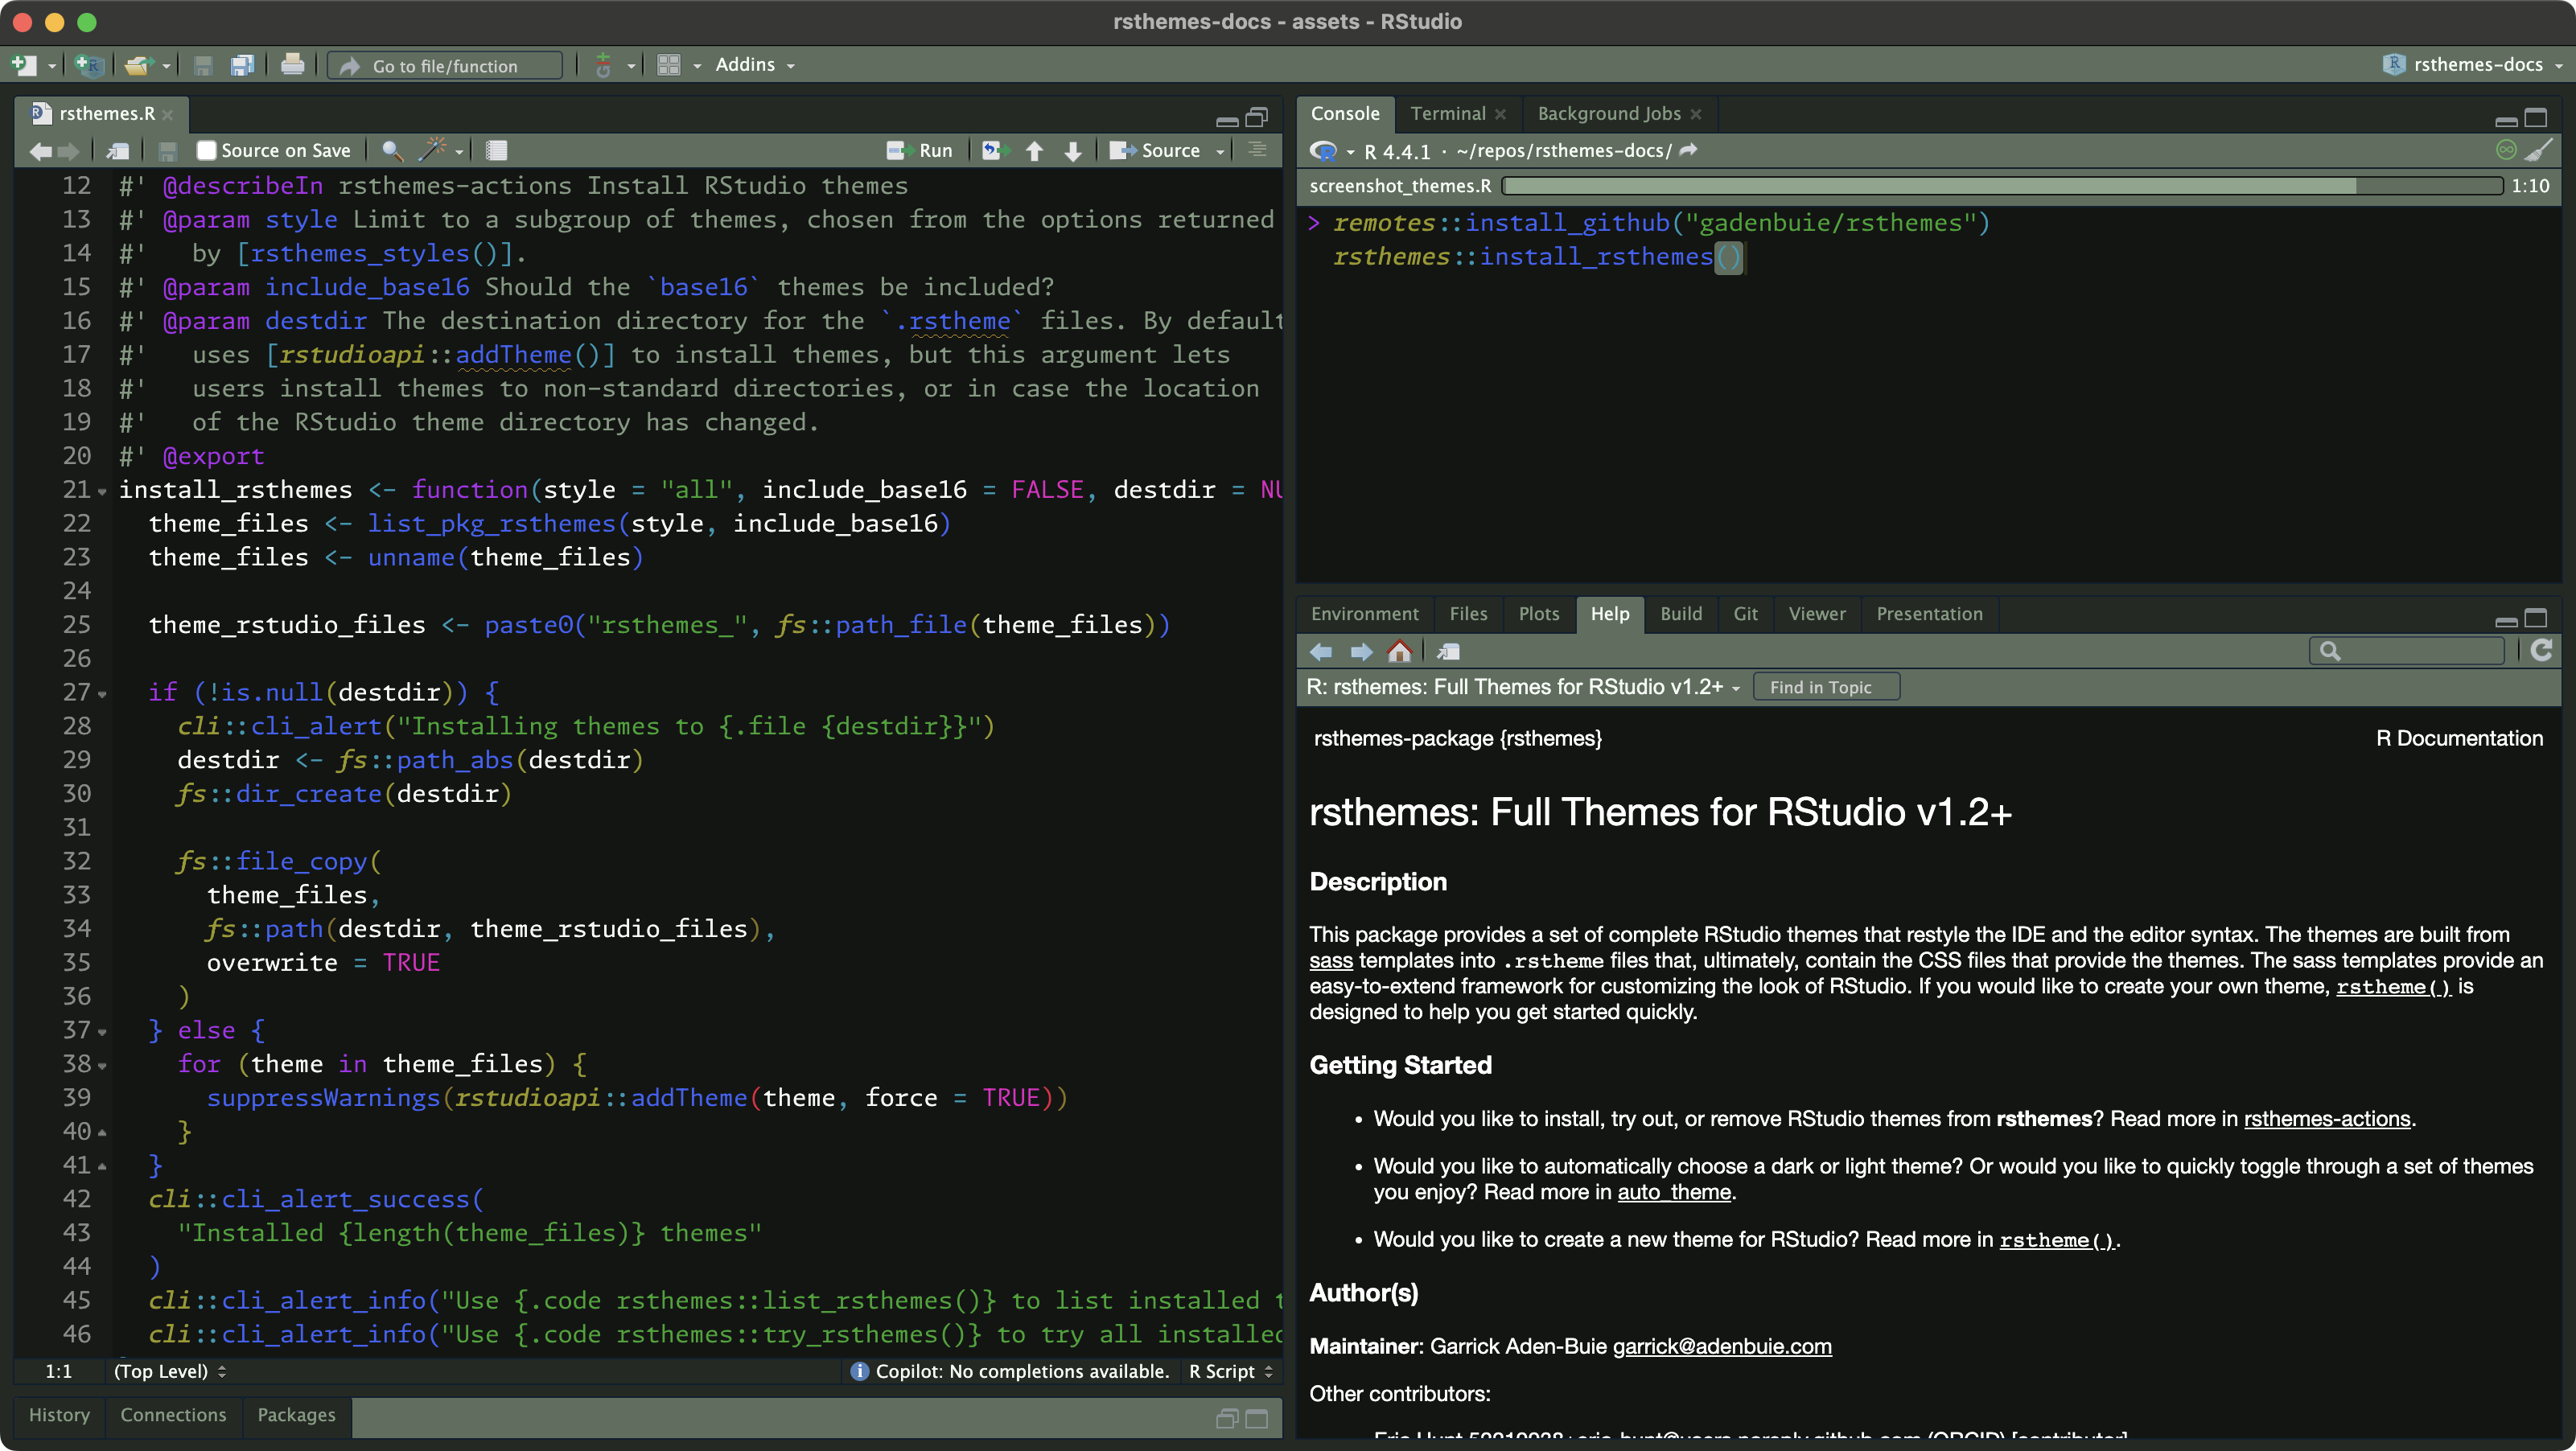 rsthemes-docs - assets - RStudio
Go to file/function
Addins
rsthemes-docs
rsthemes.R
Source on Save
Run
Source
12 #' @describeIn rsthemes-actions Install RStudio themes
13 #' @param style Limit to a subgroup of themes, chosen from the options returned
14 #'   by [rsthemes_styles()].
15 #' @param include_base16 Should the `base16` themes be included?
16 #' @param destdir The destination directory for the `.rstheme` files. By default
17 #'   uses [rstudioapi::addTheme()] to install themes, but this argument lets
18 #'   users install themes to non-standard directories, or in case the location
19 #'   of the RStudio theme directory has changed.
20 #' @export
21 install_rsthemes <- function(style = "all", include_base16 = FALSE, destdir = NU
22   theme_files <- list_pkg_rsthemes(style, include_base16)
23   theme_files <- unname(theme_files)
24
25   theme_rstudio_files <- paste0("rsthemes_", fs::path_file(theme_files))
26
27   if (!is.null(destdir)) {
28     cli::cli_alert("Installing themes to {.file {destdir}}")
29     destdir <- fs::path_abs(destdir)
30     fs::dir_create(destdir)
31
32     fs::file_copy(
33       theme_files,
34       fs::path(destdir, theme_rstudio_files),
35       overwrite = TRUE
36     )
37   } else {
38     for (theme in theme_files) {
39       suppressWarnings(rstudioapi::addTheme(theme, force = TRUE))
40     }
41   }
42   cli::cli_alert_success(
43     "Installed {length(theme_files)} themes"
44   )
45   cli::cli_alert_info("Use {.code rsthemes::list_rsthemes()} to list installed t
46   cli::cli_alert_info("Use {.code rsthemes::try_rsthemes()} to try all installed
1:1 (Top Level) Copilot: No completions available. R Script
History Connections Packages
Console Terminal Background Jobs
R 4.4.1 · ~/repos/rsthemes-docs/
screenshot_themes.R 1:10
> remotes::install_github("gadenbuie/rsthemes")
rsthemes::install_rsthemes()
Environment Files Plots Help Build Git Viewer Presentation
R: rsthemes: Full Themes for RStudio v1.2+ Find in Topic
rsthemes-package {rsthemes} R Documentation
rsthemes: Full Themes for RStudio v1.2+
Description
This package provides a set of complete RStudio themes that restyle the IDE and the editor syntax. The themes are built from
sass templates into .rstheme files that, ultimately, contain the CSS files that provide the themes. The sass templates provide an
easy-to-extend framework for customizing the look of RStudio. If you would like to create your own theme, rstheme() is
designed to help you get started quickly.
Getting Started
• Would you like to install, try out, or remove RStudio themes from rsthemes? Read more in rsthemes-actions.
• Would you like to automatically choose a dark or light theme? Or would you like to quickly toggle through a set of themes
you enjoy? Read more in auto_theme.
• Would you like to create a new theme for RStudio? Read more in rstheme().
Author(s)
Maintainer: Garrick Aden-Buie garrick@adenbuie.com
Other contributors: